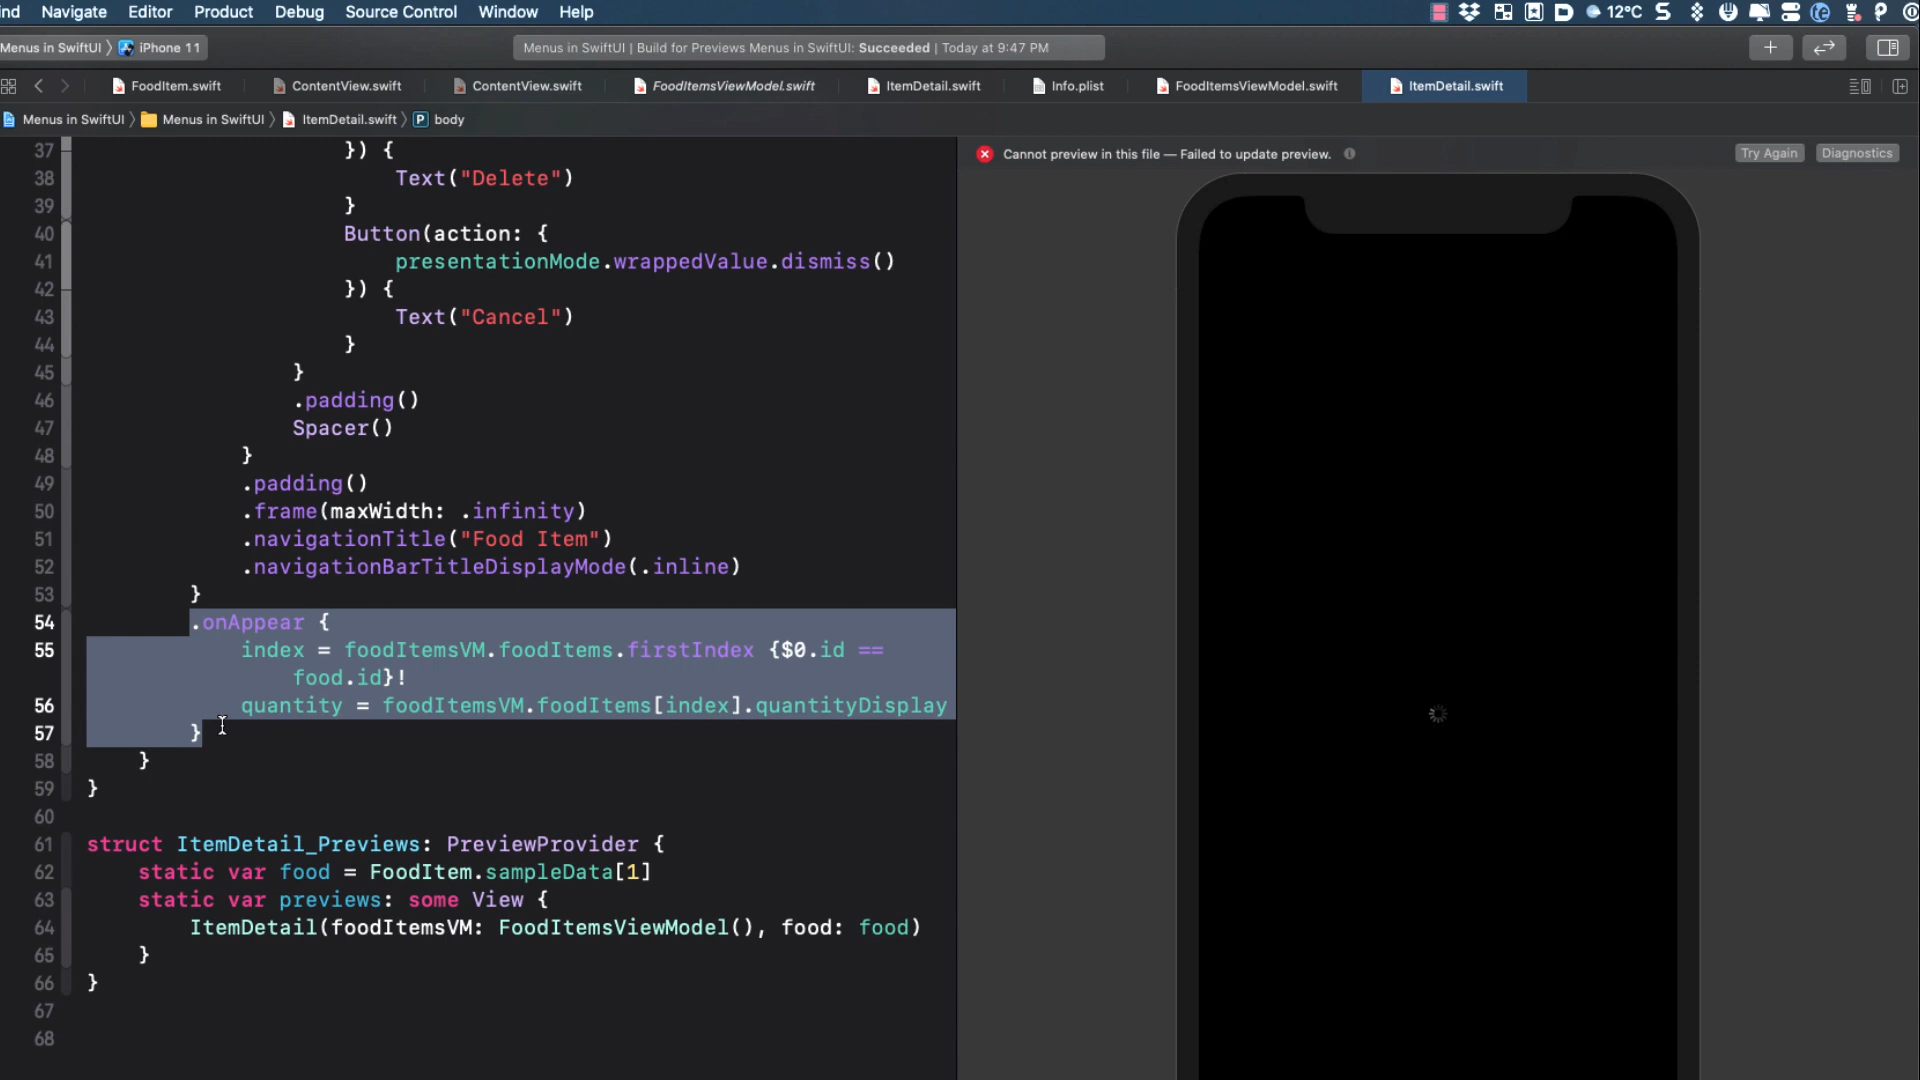 ind Navigate Editor Product Debug Source Control Window Help 12°C
Menus in SwiftUI iPhone 11 Menus in SwiftUI | Build for Previews Menus in SwiftUI: Succeeded | Today at 9:47 PM
FoodItem.swift ContentView.swift ContentView.swift FoodItemsViewModel.swift ItemDetail.swift Info.plist FoodItemsViewModel.swift ItemDetail.swift
Menus in SwiftUI Menus in SwiftUI ItemDetail.swift P body
Cannot preview in this file — Failed to update preview. Try Again Diagnostics
37 }) {
38 Text("Delete")
39 }
40 Button(action: {
41 presentationMode.wrappedValue.dismiss()
42 }) {
43 Text("Cancel")
44 }
45 }
46 .padding()
47 Spacer()
48 }
49 .padding()
50 .frame(maxWidth: .infinity)
51 .navigationTitle("Food Item")
52 .navigationBarTitleDisplayMode(.inline)
53 }
54 .onAppear {
55 index = foodItemsVM.foodItems.firstIndex {$0.id ==
food.id}!
56 quantity = foodItemsVM.foodItems[index].quantityDisplay
57 }
58 }
59 }
60
61 struct ItemDetail_Previews: PreviewProvider {
62 static var food = FoodItem.sampleData[1]
63 static var previews: some View {
64 ItemDetail(foodItemsVM: FoodItemsViewModel(), food: food)
65 }
66 }
67
68